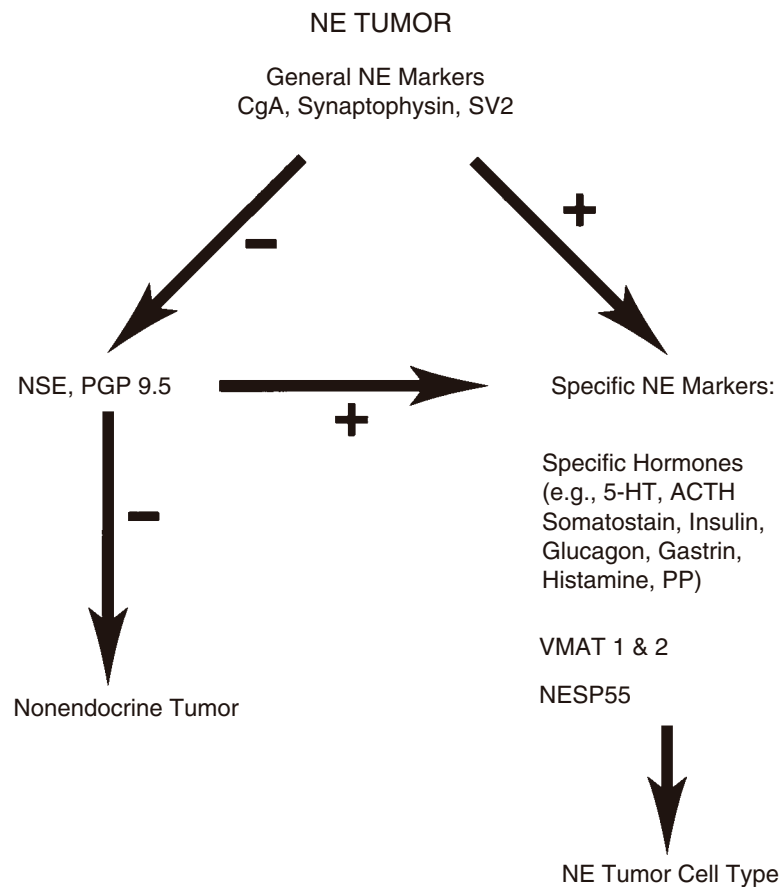 NE TUMOR
General NE Markers
CgA, Synaptophysin, SV2
−
+
NSE, PGP 9.5
+
Specific NE Markers:
Specific Hormones
(e.g., 5-HT, ACTH
Somatostain, Insulin,
Glucagon, Gastrin,
Histamine, PP)
−
VMAT 1 & 2
NESP55
Nonendocrine Tumor
NE Tumor Cell Type